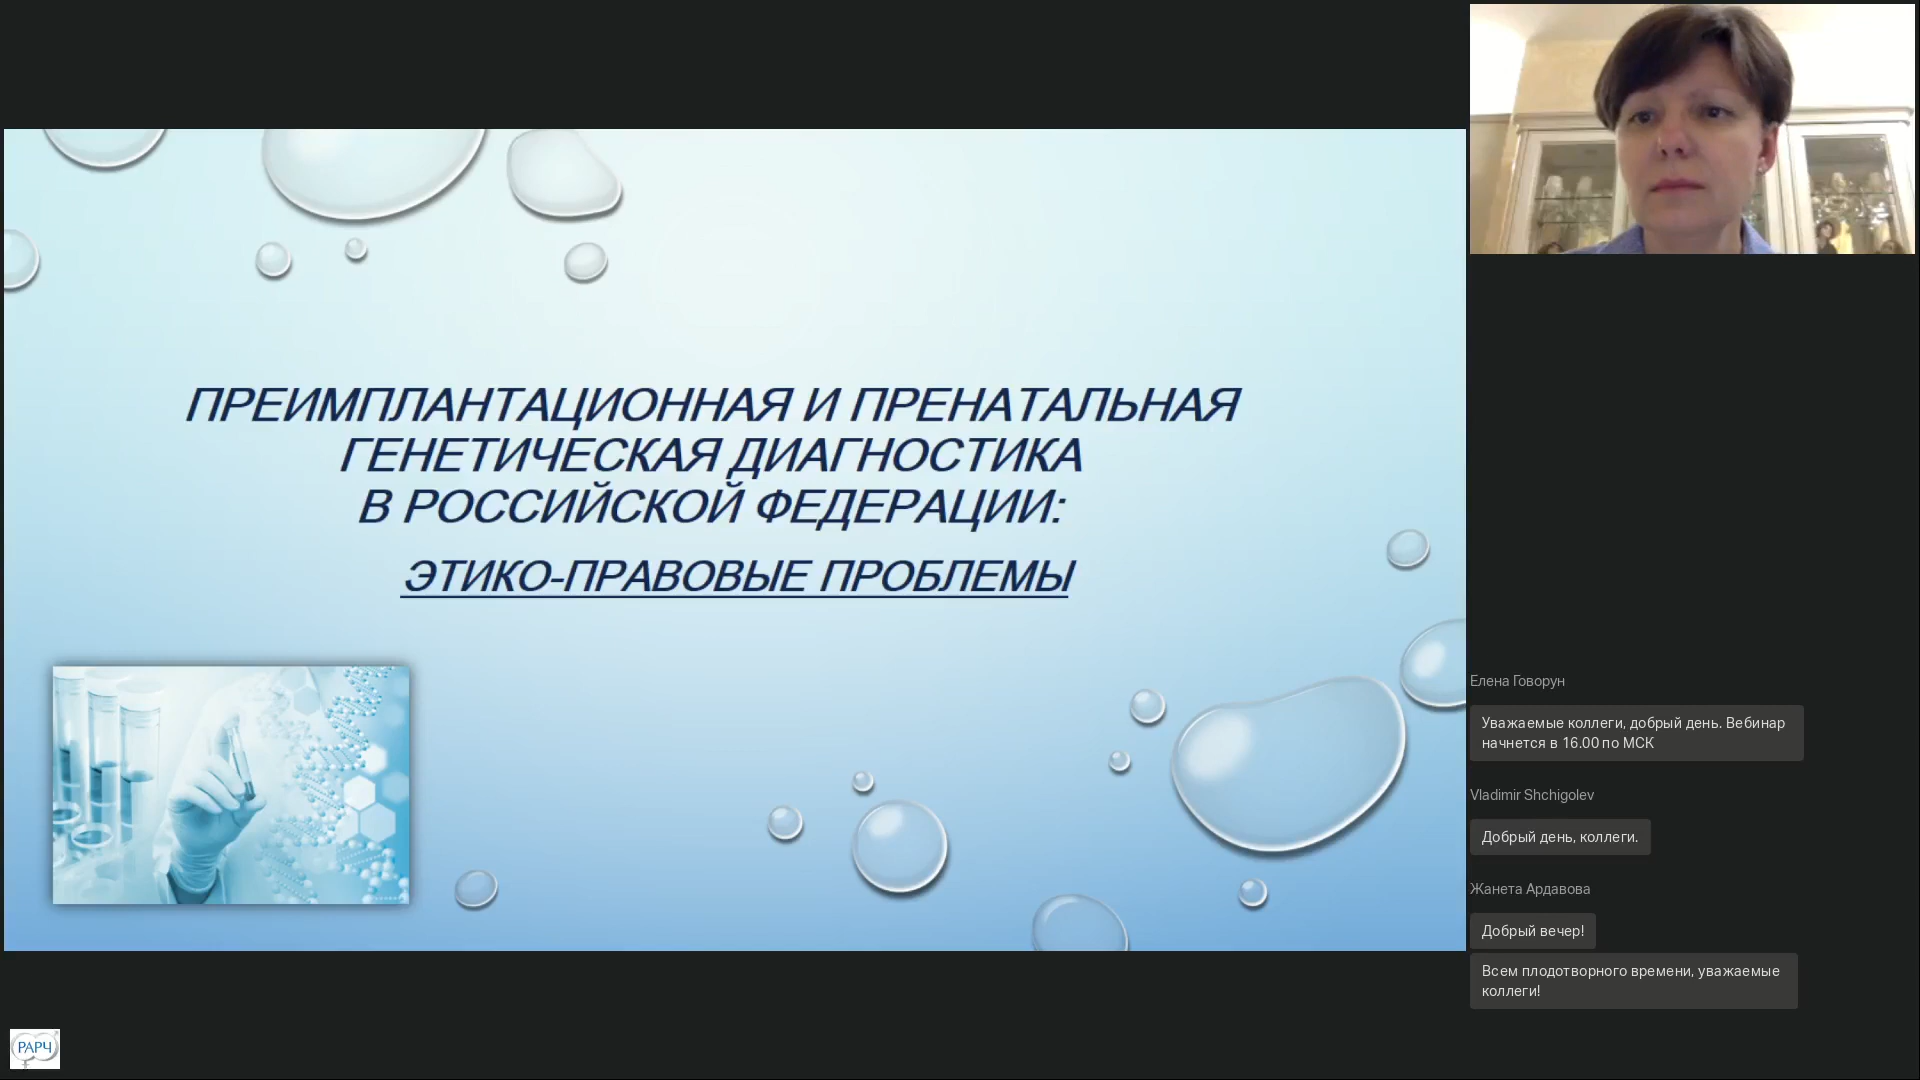 ПРЕИМПЛАНТАЦИОННАЯ И ПРЕНАТАЛЬНАЯ
ГЕНЕТИЧЕСКАЯ ДИАГНОСТИКА
В РОССИЙСКОЙ ФЕДЕРАЦИИ:
ЭТИКО-ПРАВОВЫЕ ПРОБЛЕМЫ
Елена Говорун
Уважаемые коллеги, добрый день. Вебинар
начнется в 16.00 по МСК
Vladimir Shchigolev
Добрый день, коллеги.
Жанета Ардавова
Добрый вечер!
Всем плодотворного времени, уважаемые
коллеги!
РАРЧ